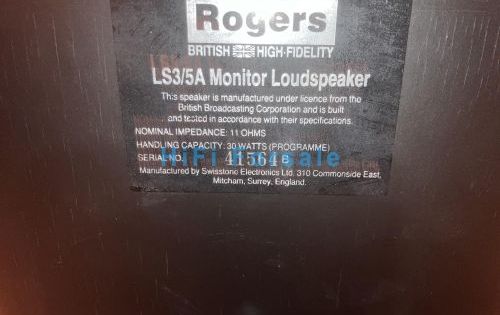 Rogers
BRITISH HIGH-FIDELITY
LS3/5A Monitor Loudspeaker
This speaker is manufactured under licence from the
British Broadcasting Corporation and is built
and tested in accordance with their specifications.
NOMINAL IMPEDANCE: 11 OHMS
HANDLING CAPACITY: 30 WATTS (PROGRAMME)
SERIAL NO.
Manufactured by Swisstone Electronics Ltd. 310 Commonside East,
Mitcham, Surrey, England.